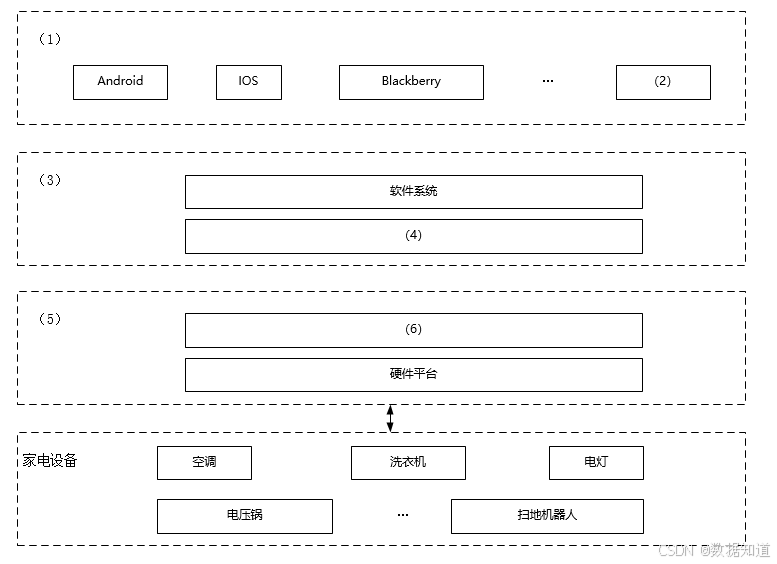 （1）
Android
IOS
Blackberry
...
(2)
（3）
软件系统
(4)
（5）
(6)
硬件平台
家电设备
空调
洗衣机
电灯
电压锅
...
扫地机器人
CSDN @数据知道